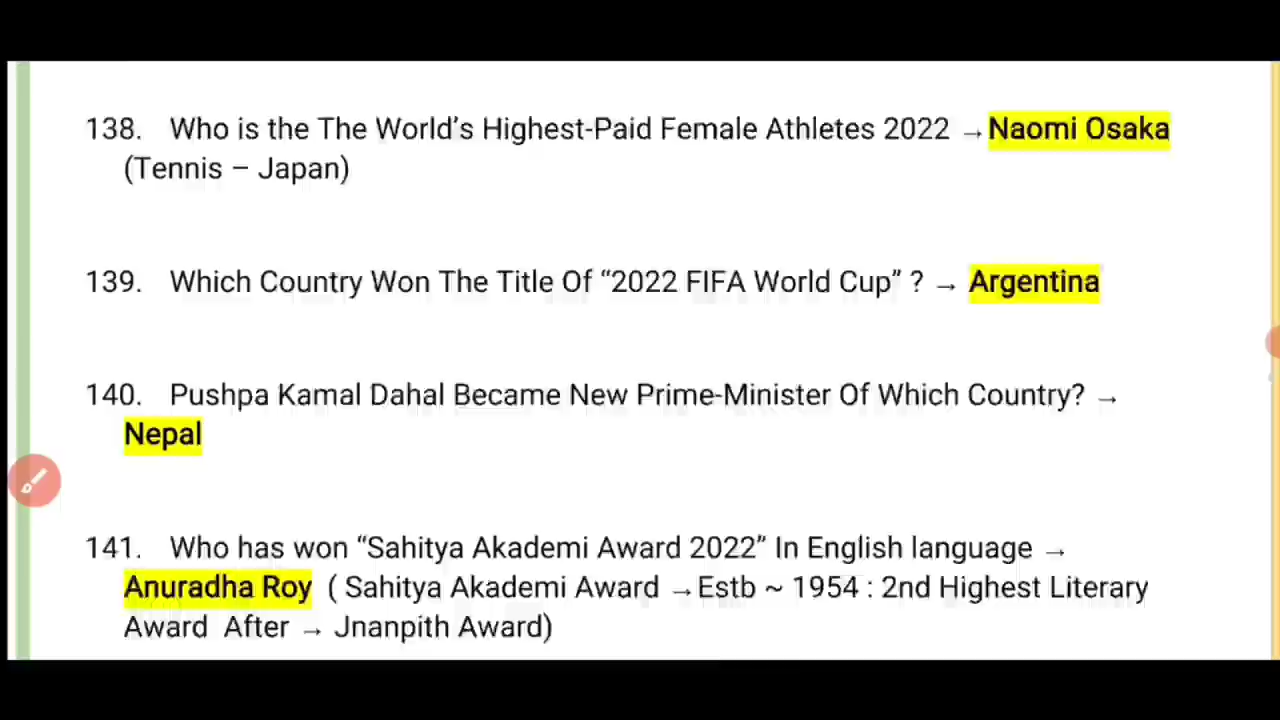 138. Who is the The World’s Highest-Paid Female Athletes 2022 →Naomi Osaka
(Tennis – Japan)
139. Which Country Won The Title Of “2022 FIFA World Cup” ? → Argentina
140. Pushpa Kamal Dahal Became New Prime-Minister Of Which Country? →
Nepal
141. Who has won “Sahitya Akademi Award 2022” In English language →
Anuradha Roy ( Sahitya Akademi Award →Estb ~ 1954 : 2nd Highest Literary
Award After → Jnanpith Award)